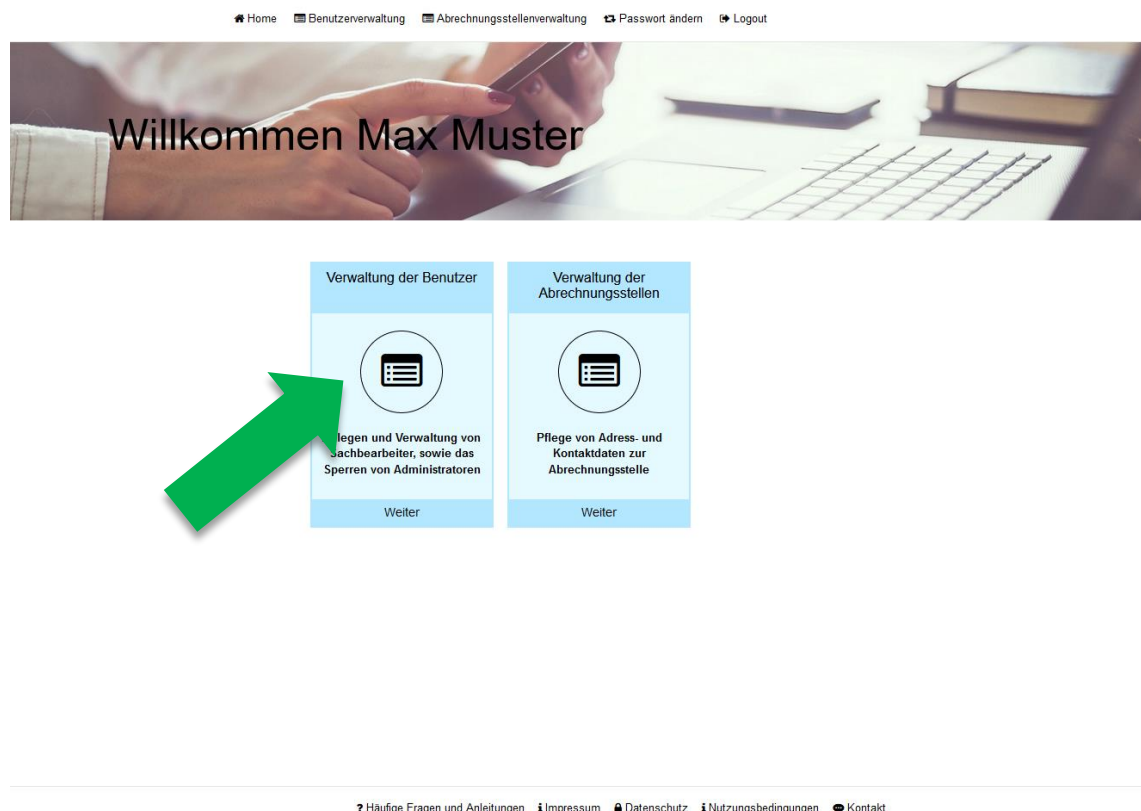 Home Benutzerverwaltung Abrechnungsstellenverwaltung Passwort ändern Logout
Willkommen Max Muster
Verwaltung der Benutzer
legen und Verwaltung von
achbearbeiter, sowie das
Sperren von Administratoren
Weiter
Verwaltung der
Abrechnungsstellen
Pflege von Adress- und
Kontaktdaten zur
Abrechnungsstelle
Weiter
Häufige Fragen und Anleitungen Impressum Datenschutz Nutzungsbedingungen Kontakt